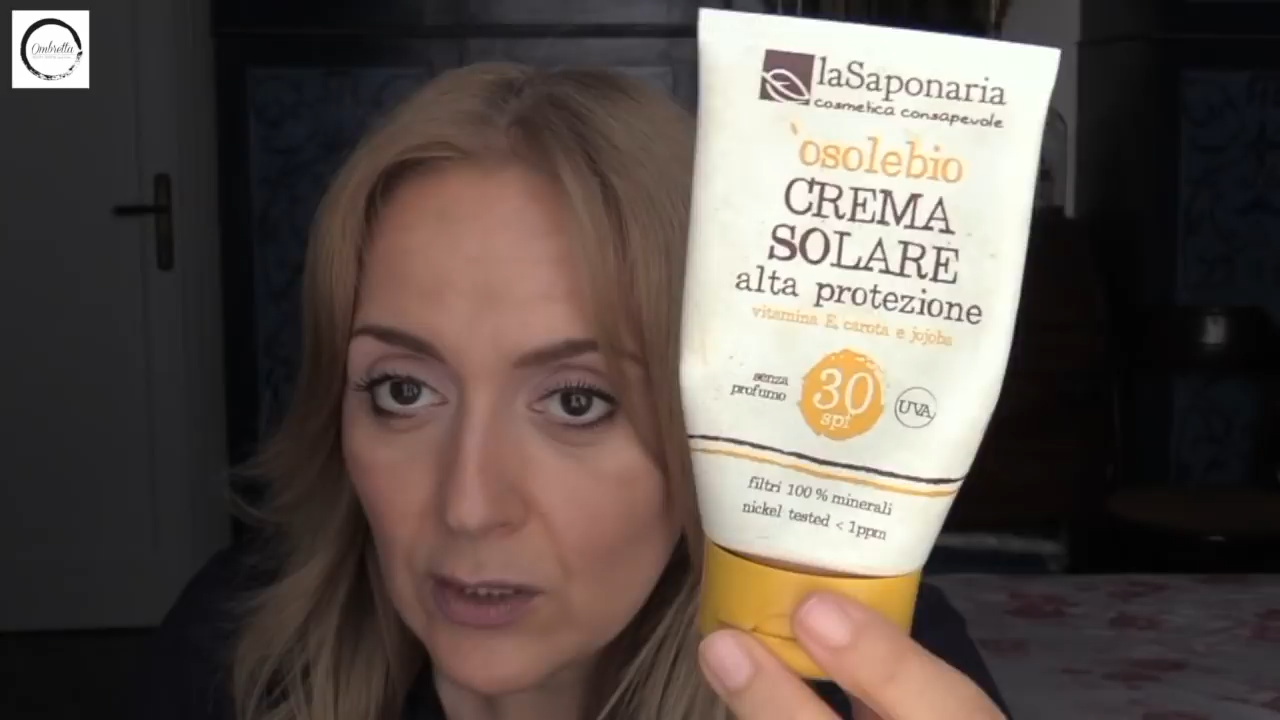 Ombretta
laSaponaria
cosmetica consapevole
'osolebio
CREMA
SOLARE
alta protezione
vitamina E, carota e jojoba
senza
profumo
30
spf
UVA
filtri 100 % minerali
nickel tested < 1ppm